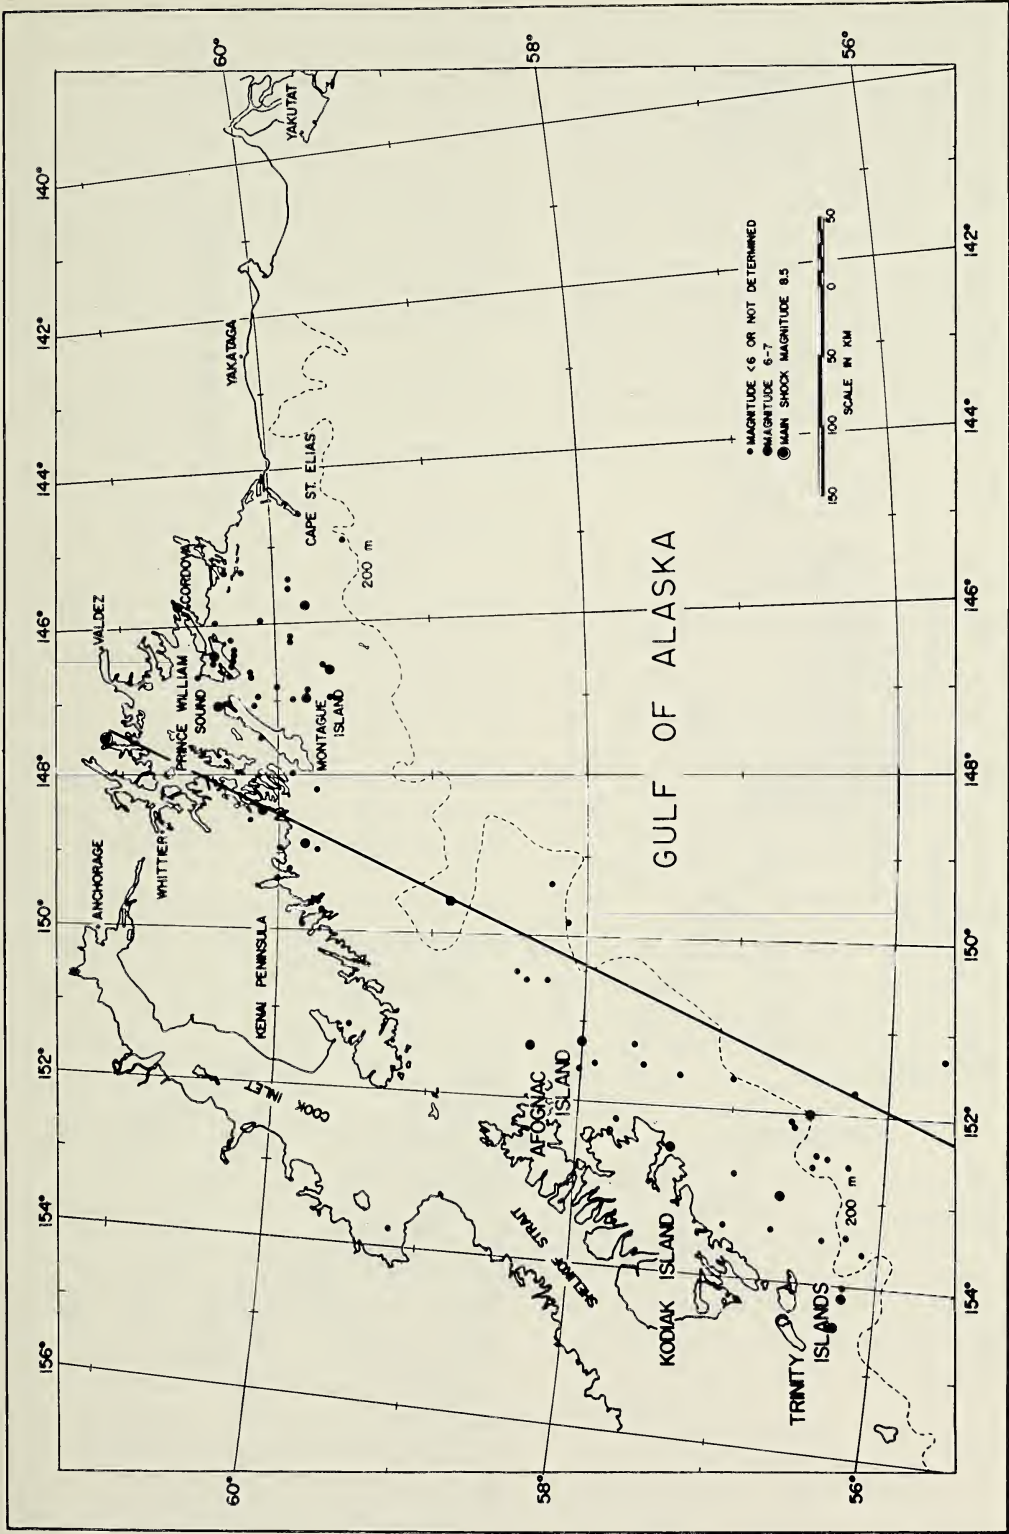 156°
154°
152°
150°
148°
146°
144°
142°
140°
ANCHORAGE
VALDEZ
WHITTIER
PRINCE WILLIAM
SOUND
CORDOVA
60°
60°
YAKATAGA
YAKUTAT
COOK INLET
KENAI PENINSULA
MONTAGUE
ISLAND
CAPE ST. ELIAS
200 m
SHELIKOF STRAIT
AFOGNAC
ISLAND
58°
58°
KODIAK ISLAND
GULF OF ALASKA
• MAGNITUDE <6 OR NOT DETERMINED
MAGNITUDE 6-7
MAIN SHOCK MAGNITUDE 8.5
TRINITY
ISLANDS
150
100
50
0
50
SCALE IN KM
200 m
56°
56°
154°
152°
150°
148°
146°
144°
142°